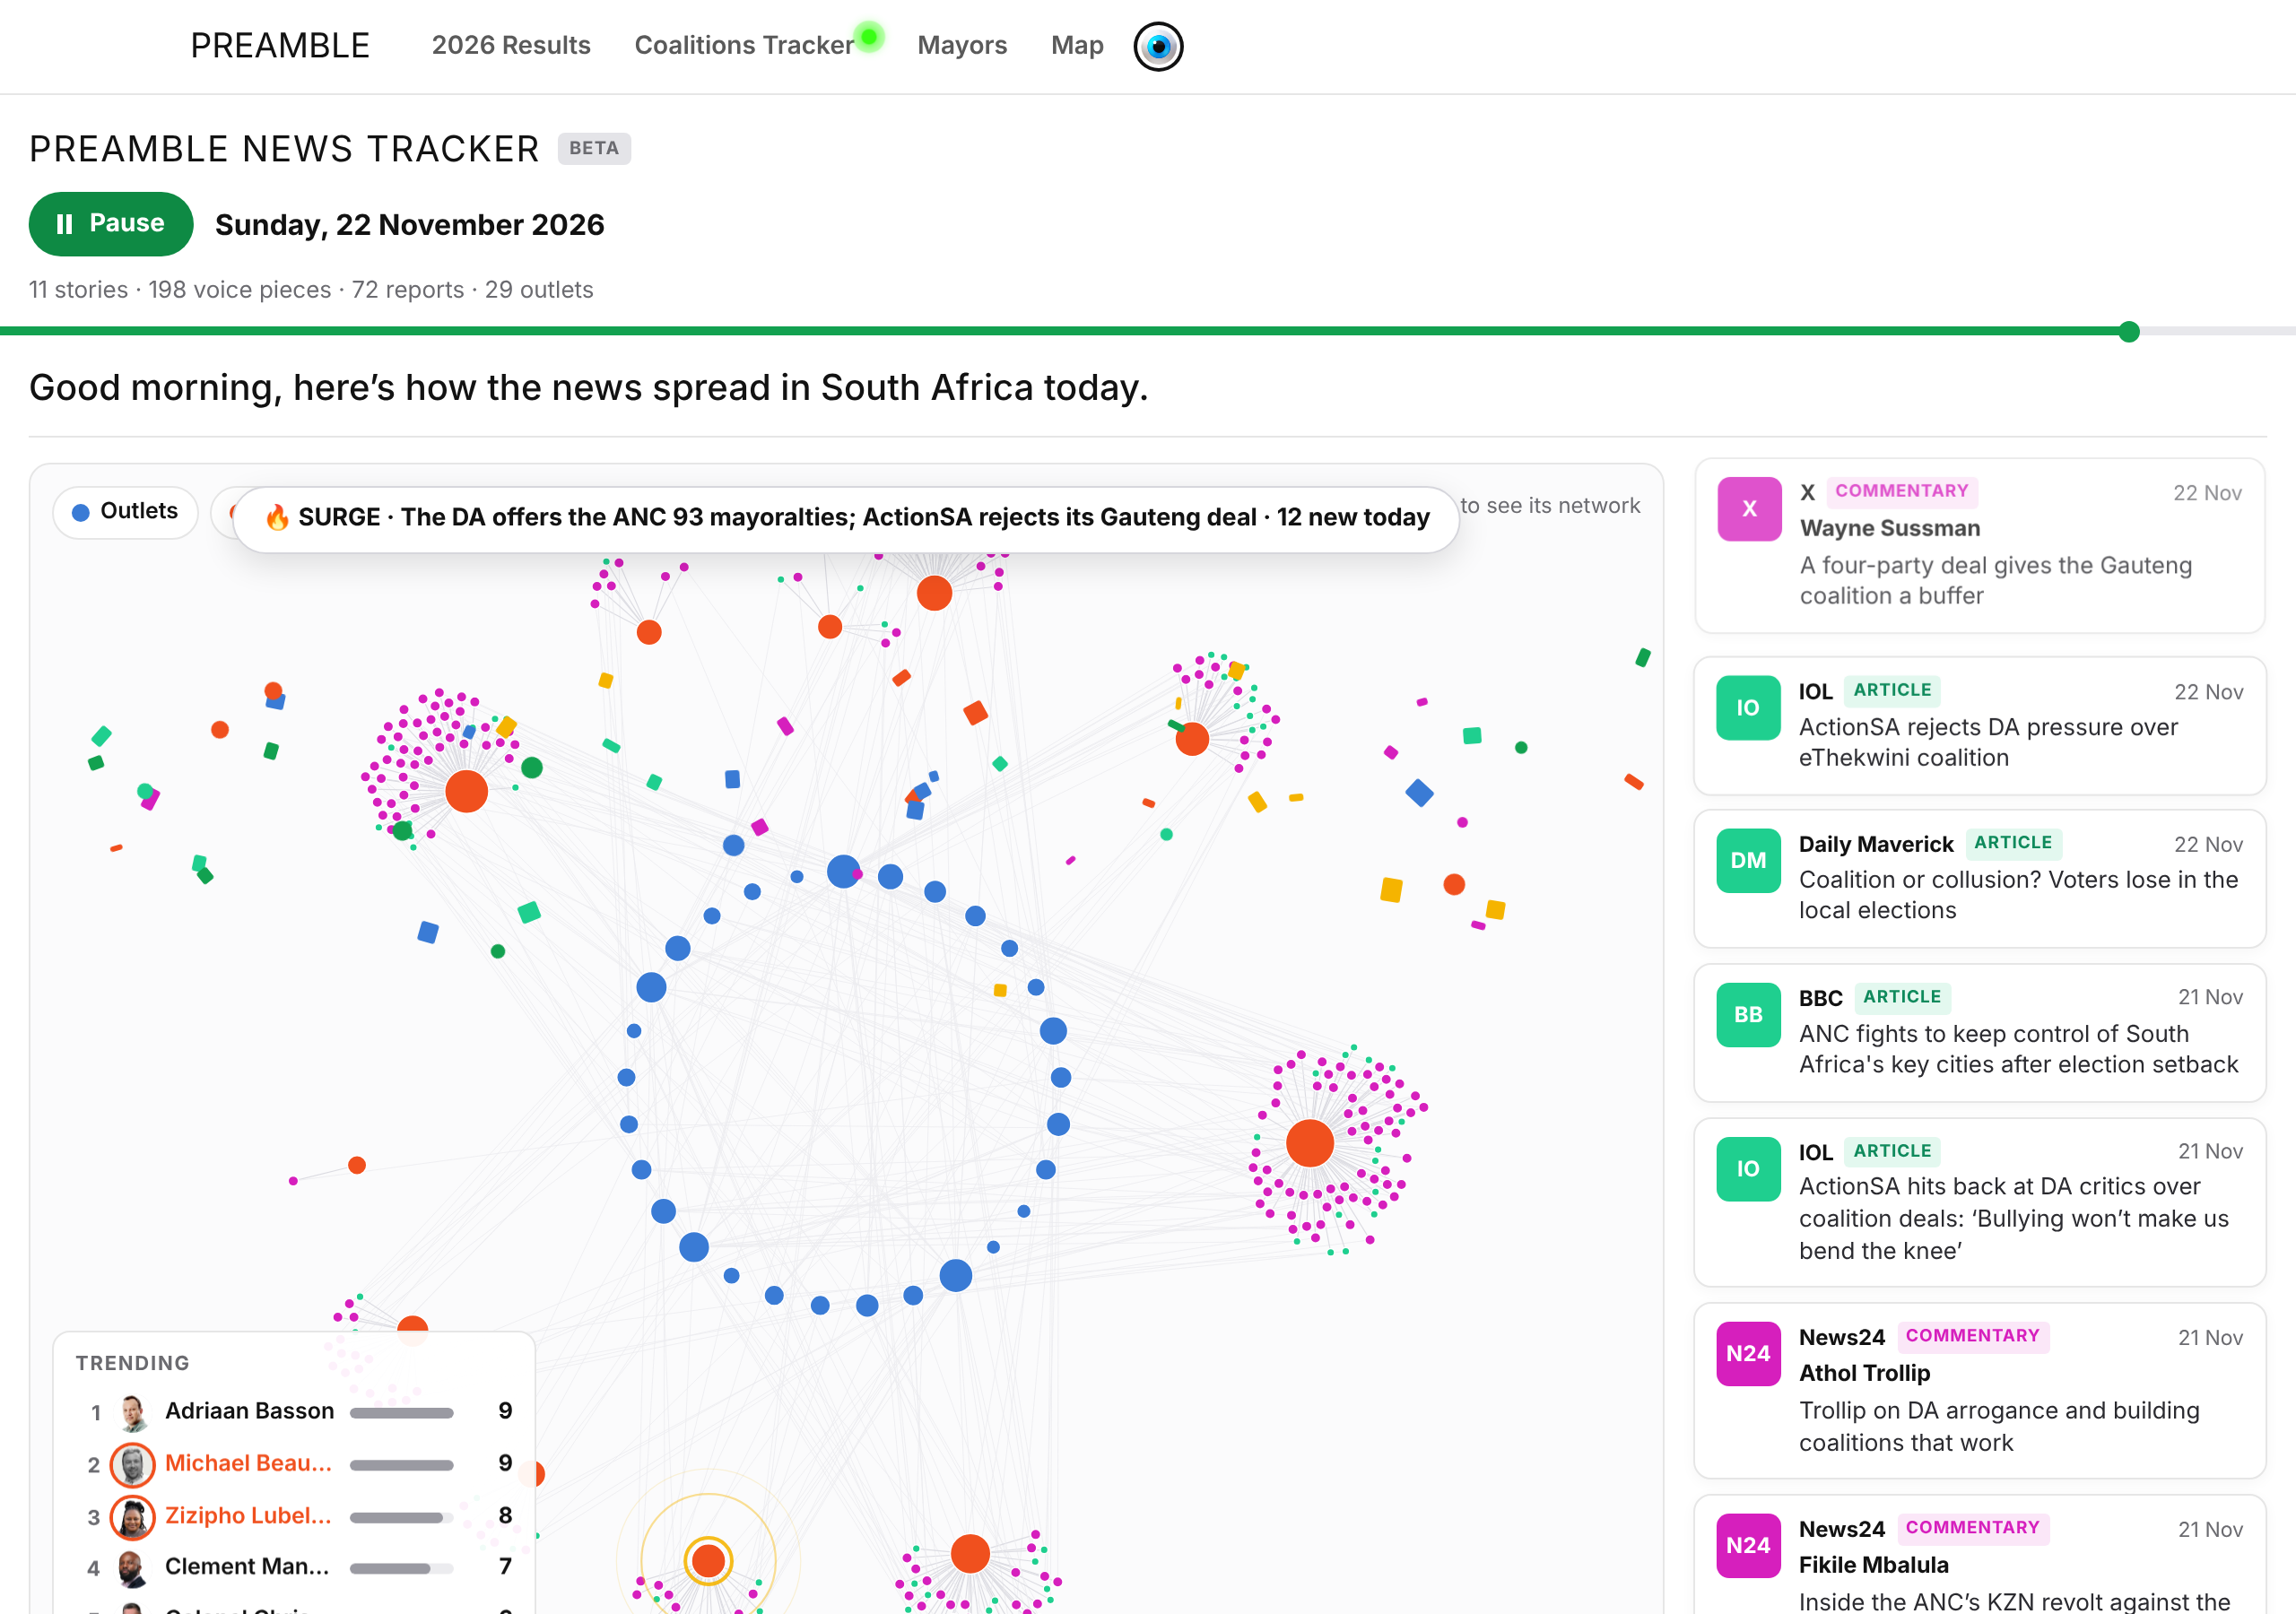 PREAMBLE
2026 Results
Coalitions Tracker
Mayors
Map
PREAMBLE NEWS TRACKER BETA
Pause
Sunday, 22 November 2026
11 stories · 198 voice pieces · 72 reports · 29 outlets
Good morning, here’s how the news spread in South Africa today.
Outlets
🔥 SURGE · The DA offers the ANC 93 mayoralties; ActionSA rejects its Gauteng deal · 12 new today
to see its network
TRENDING
1 Adriaan Basson 9
2 Michael Beau... 9
3 Zizipho Lubel... 8
4 Clement Man... 7
X
X COMMENTARY 22 Nov
Wayne Sussman
A four-party deal gives the Gauteng
coalition a buffer
IO
IOL ARTICLE 22 Nov
ActionSA rejects DA pressure over
eThekwini coalition
DM
Daily Maverick ARTICLE 22 Nov
Coalition or collusion? Voters lose in the
local elections
BB
BBC ARTICLE 21 Nov
ANC fights to keep control of South
Africa's key cities after election setback
IO
IOL ARTICLE 21 Nov
ActionSA hits back at DA critics over
coalition deals: ‘Bullying won’t make us
bend the knee’
N24
News24 COMMENTARY 21 Nov
Athol Trollip
Trollip on DA arrogance and building
coalitions that work
N24
News24 COMMENTARY 21 Nov
Fikile Mbalula
Inside the ANC’s KZN revolt against the